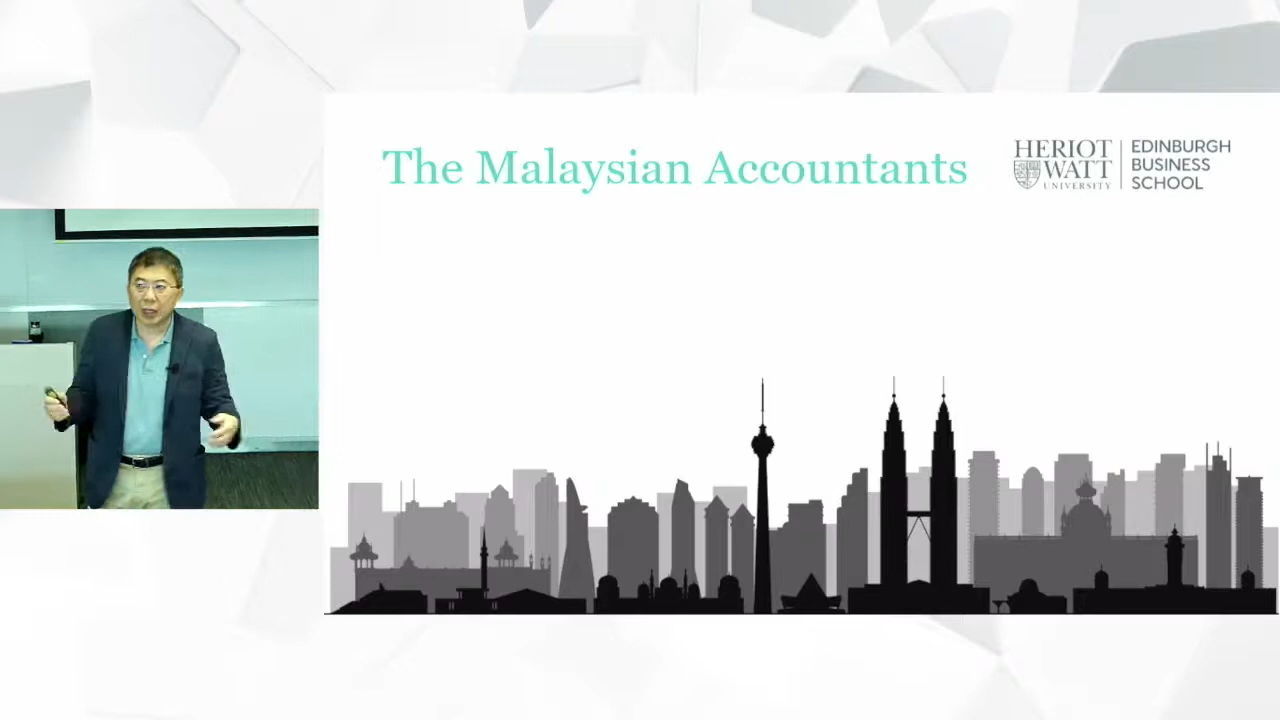 The Malaysian Accountants
HERIOT
WATT
UNIVERSITY
EDINBURGH
BUSINESS
SCHOOL